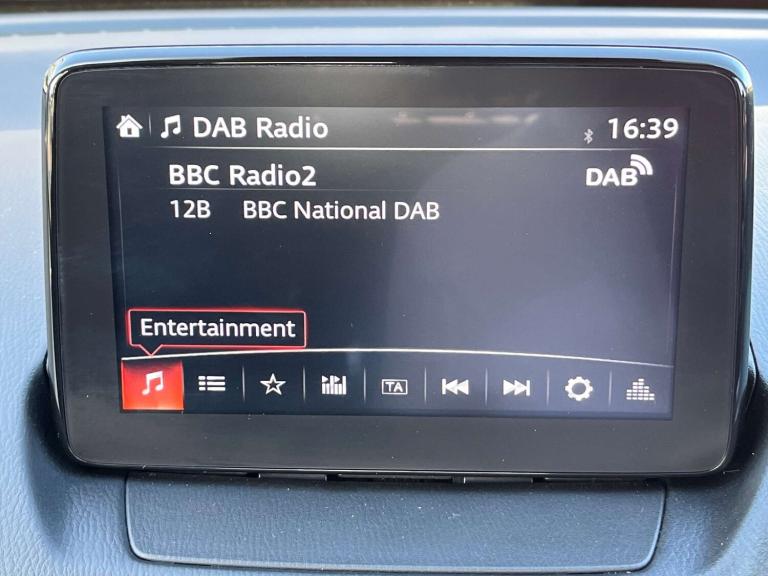 DAB Radio 16:39
BBC Radio2 DAB
12B BBC National DAB
Entertainment
TA